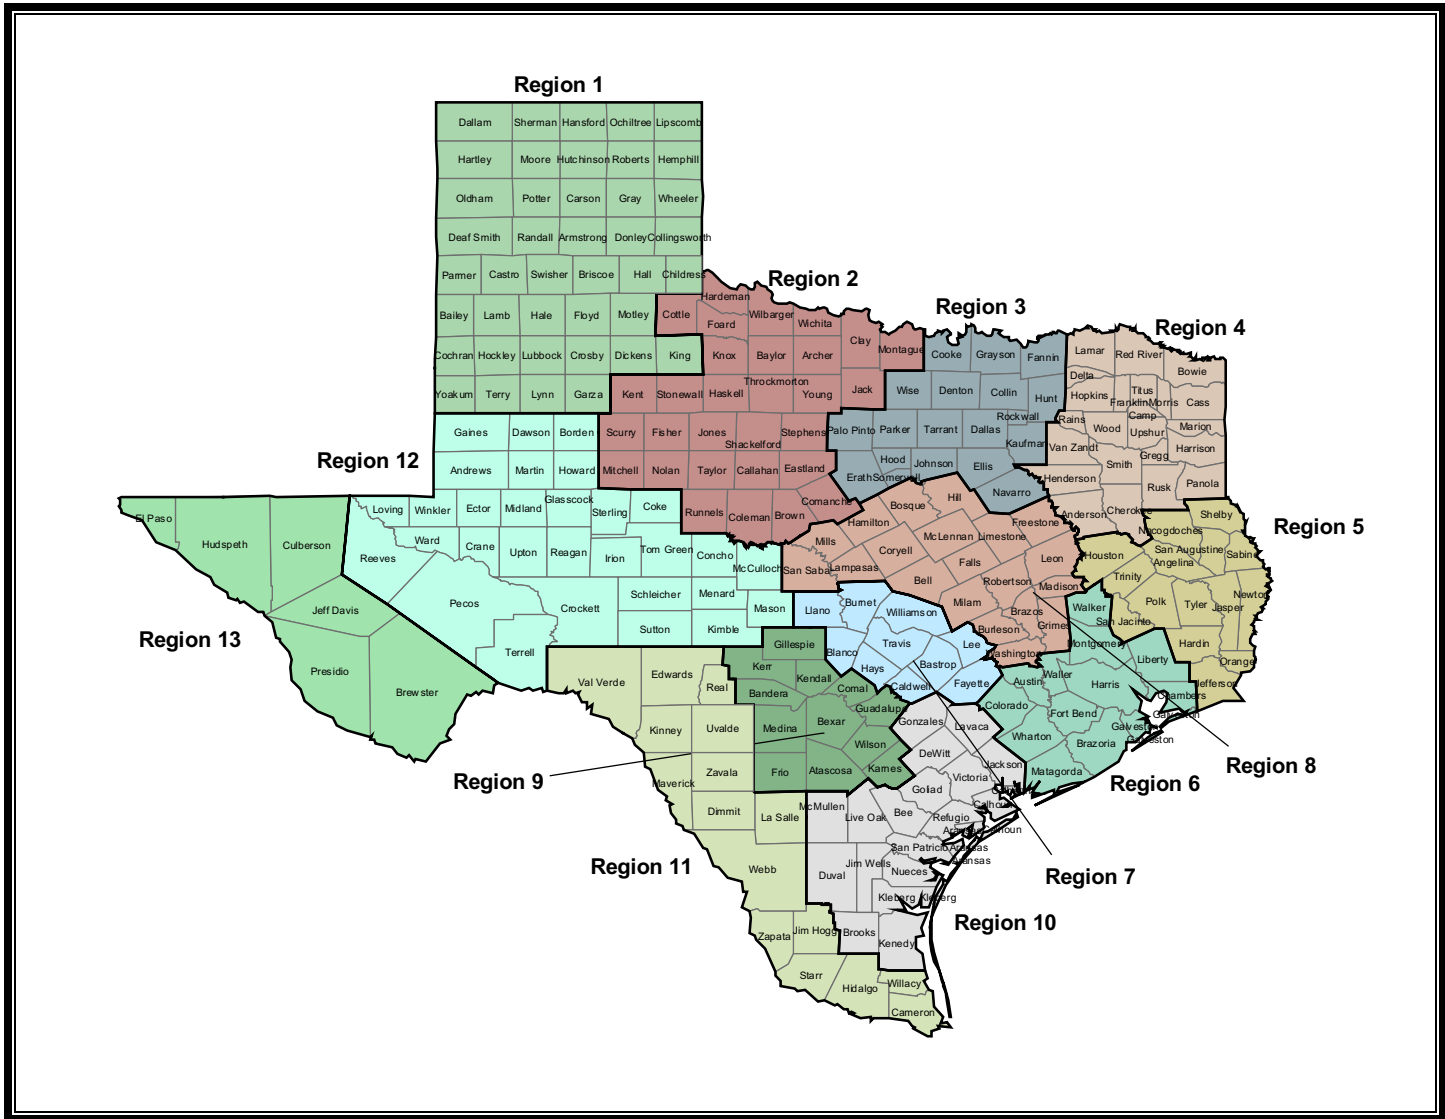 Region 1
Dallam Sherman Hansford Ochiltree Lipscomb
Hartley Moore Hutchinson Roberts Hemphill
Oldham Potter Carson Gray Wheeler
Deaf Smith Randall Armstrong Donley Collingsworth
Parmer Castro Swisher Briscoe Hall Childress
Region 2
Hardeman
Bailey Lamb Hale Floyd Motley Cottle Foard Wilbarger Wichita
Region 3
Region 4
Cochran Hockley Lubbock Crosby Dickens King Knox Baylor Archer Clay Montague Cooke Grayson Fannin Lamar Red River Bowie
Yoakum Terry Lynn Garza Kent Stonewall Haskell Throckmorton Young Jack Wise Denton Collin Hunt Delta Hopkins Franklin Titus Morris Cass
Rockwall Rains Camp Marion
Gaines Dawson Borden Scurry Fisher Jones Shackelford Stephens Palo Pinto Parker Tarrant Dallas Kaufman Van Zandt Wood Upshur Harrison
Region 12
Andrews Martin Howard Mitchell Nolan Taylor Callahan Eastland Erath Hood Somervell Johnson Ellis Henderson Smith Gregg Rusk Panola
Loving Winkler Ector Midland Glasscock Sterling Coke Runnels Coleman Brown Comanche Hamilton Bosque Hill Navarro Freestone Anderson Cherokee Nacogdoches Shelby
Region 5
El Paso Hudspeth Culberson Reeves Ward Crane Upton Reagan Irion Tom Green Concho McCulloch San Saba Mills Lampasas Coryell McLennan Limestone Falls Leon Houston San Augustine Angelina Sabine
Jeff Davis Pecos Crockett Schleicher Menard Mason Llano Burnet Bell Williamson Milam Robertson Madison Brazos Grimes Walker Trinity Polk Tyler Jasper Newton
Region 13
Terrell Sutton Kimble Gillespie Blanco Travis Lee Burleson Washington Montgomery San Jacinto Liberty Hardin Orange
Presidio Brewster Val Verde Edwards Real Kerr Kendall Bandera Comal Hays Caldwell Bastrop Fayette Austin Waller Harris Chambers Jefferson
Kinney Uvalde Medina Bexar Guadalupe Wilson Gonzales Lavaca Colorado Wharton Fort Bend Brazoria Galveston Galveston Galveston
Region 9
Maverick Zavala Frio Atascosa Karnes DeWitt Victoria Jackson Matagorda
Region 6
Region 8
Dimmit La Salle McMullen Live Oak Bee Goliad Refugio Calhoun Calhoun Calhoun
Aransas Aransas Aransas
Region 11
Webb Duval Jim Wells San Patricio Nueces
Region 7
Kleberg Kleberg
Region 10
Zapata Jim Hogg Brooks Kenedy
Starr Hidalgo Willacy
Cameron